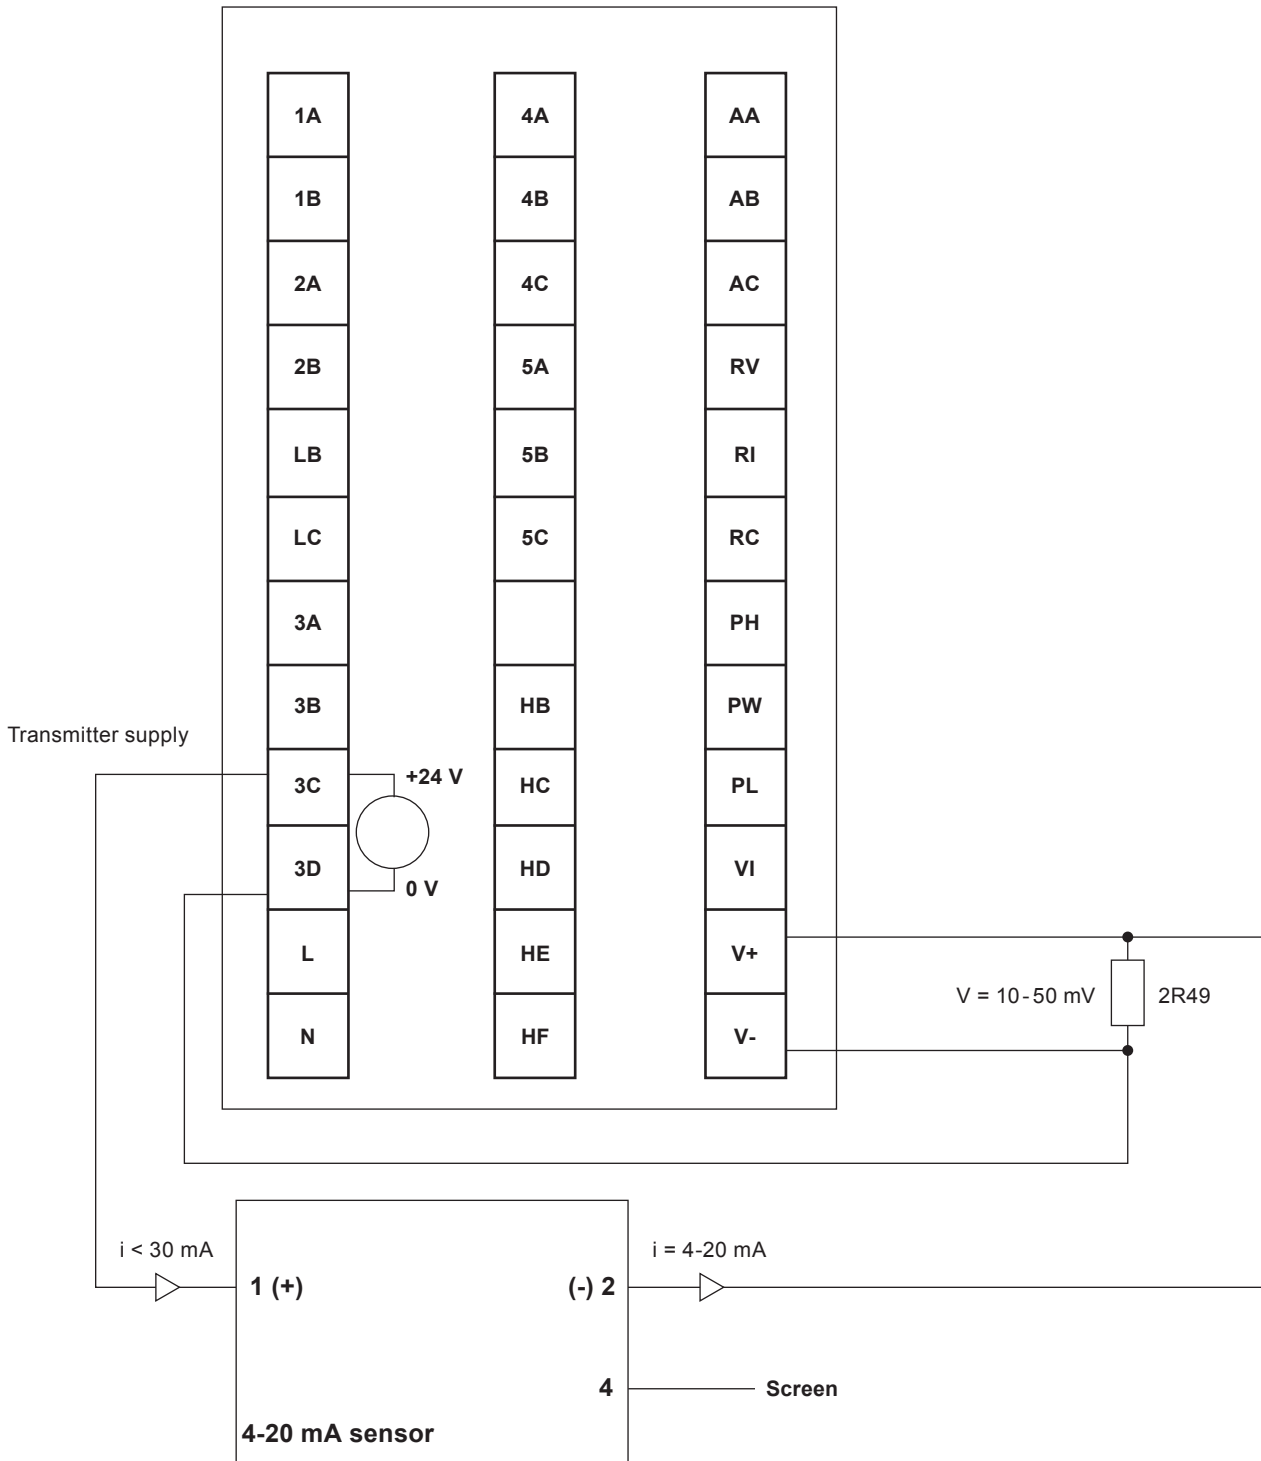 1A 4A AA
1B 4B AB
2A 4C AC
2B 5A RV
LB 5B RI
LC 5C RC
3A PH
3B HB PW
Transmitter supply
3C +24 V HC PL
3D 0 V HD VI
L HE V+
V = 10-50 mV 2R49
N HF V-
i < 30 mA i = 4-20 mA
1 (+) (-) 2
4 Screen
4-20 mA sensor